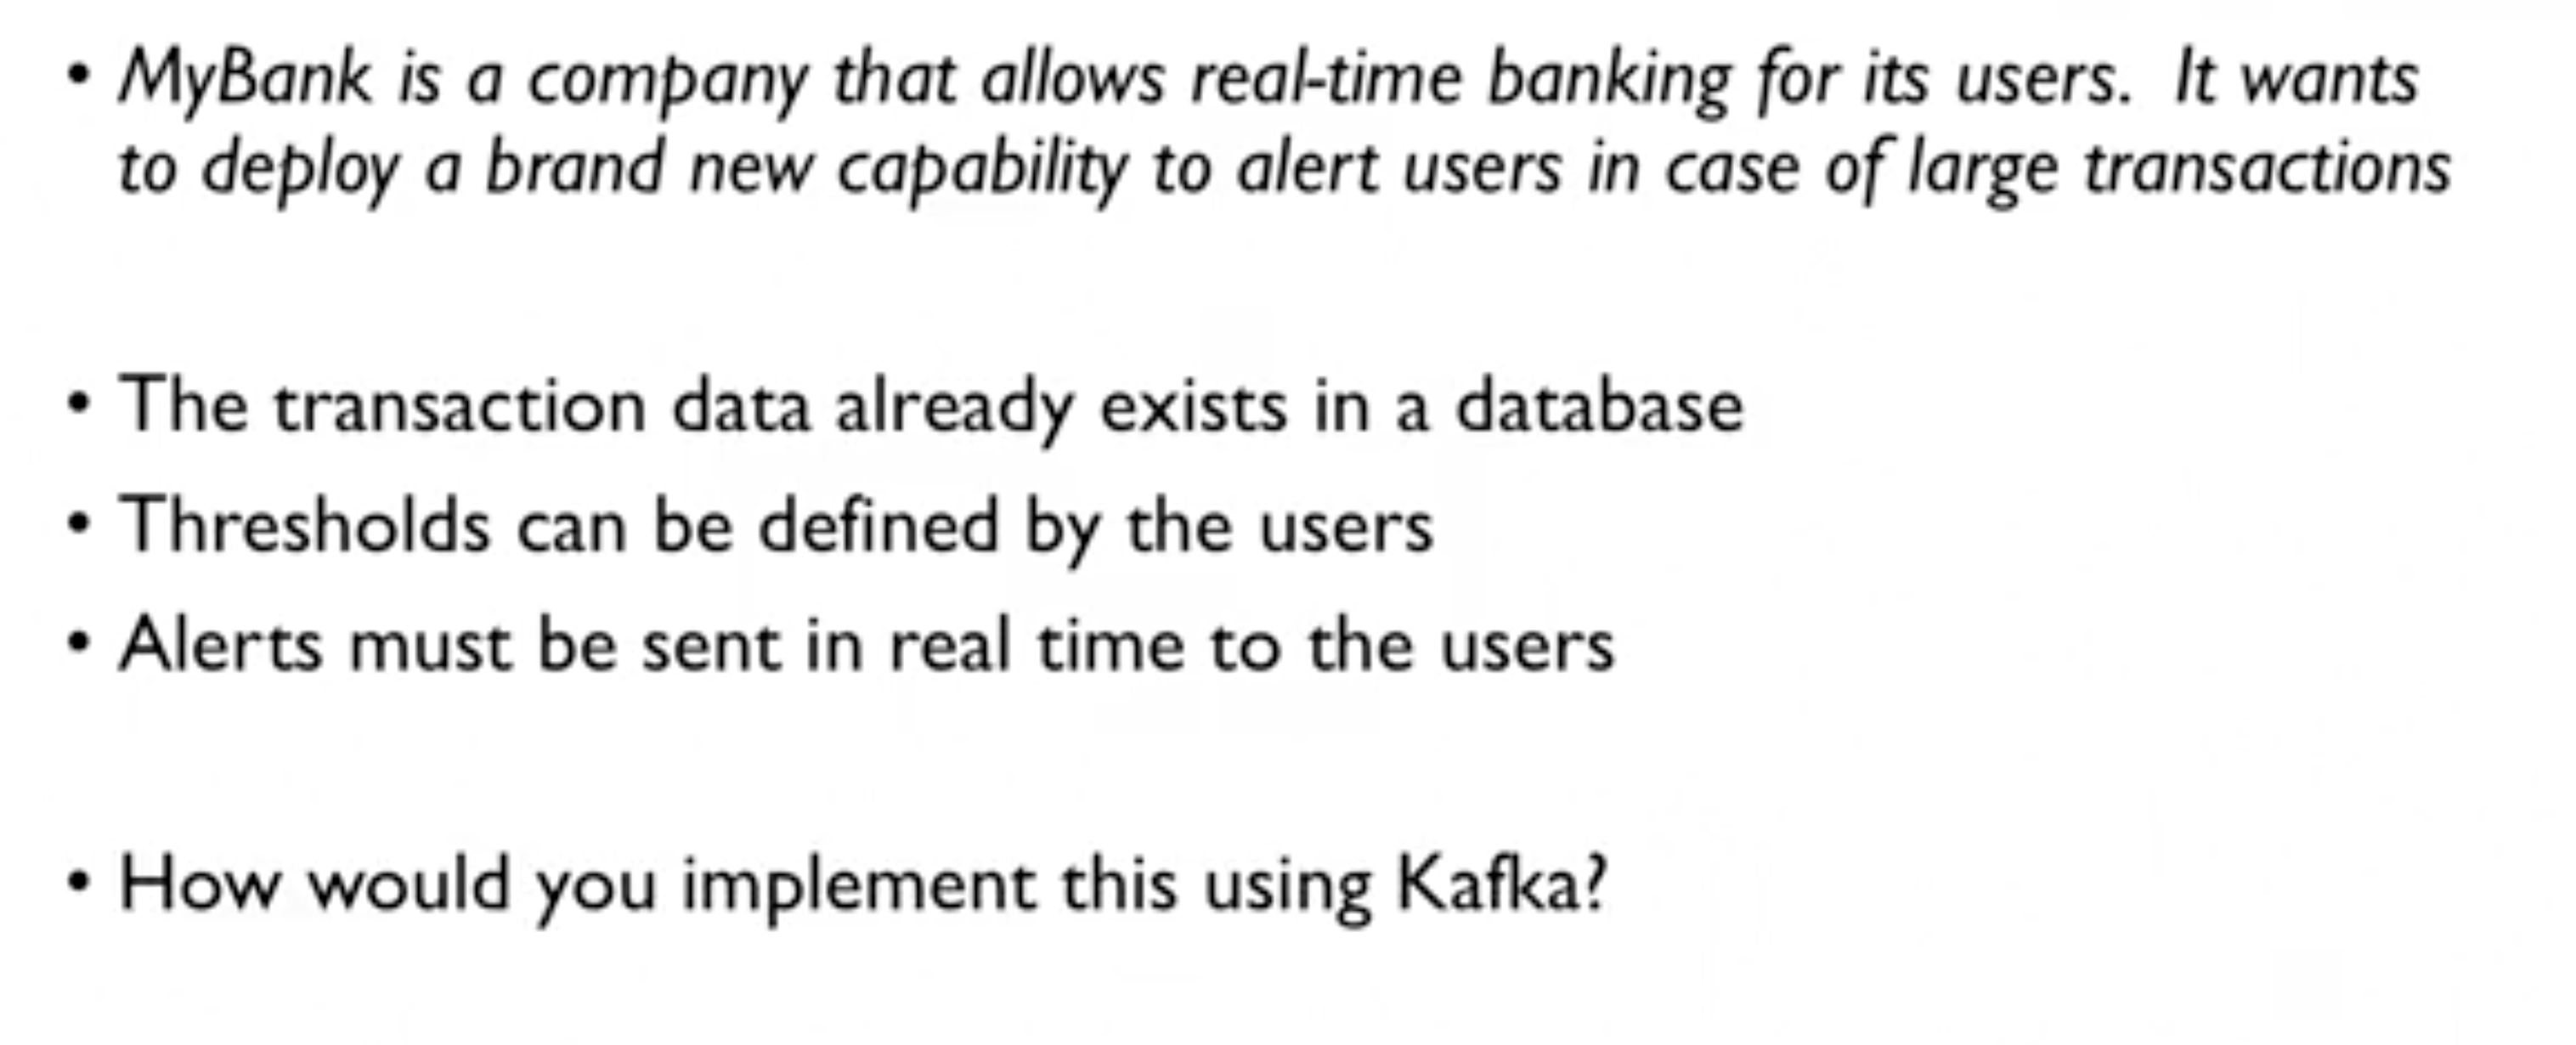 • MyBank is a company that allows real-time banking for its users. It wants
to deploy a brand new capability to alert users in case of large transactions
• The transaction data already exists in a database
• Thresholds can be defined by the users
• Alerts must be sent in real time to the users
• How would you implement this using Kafka?